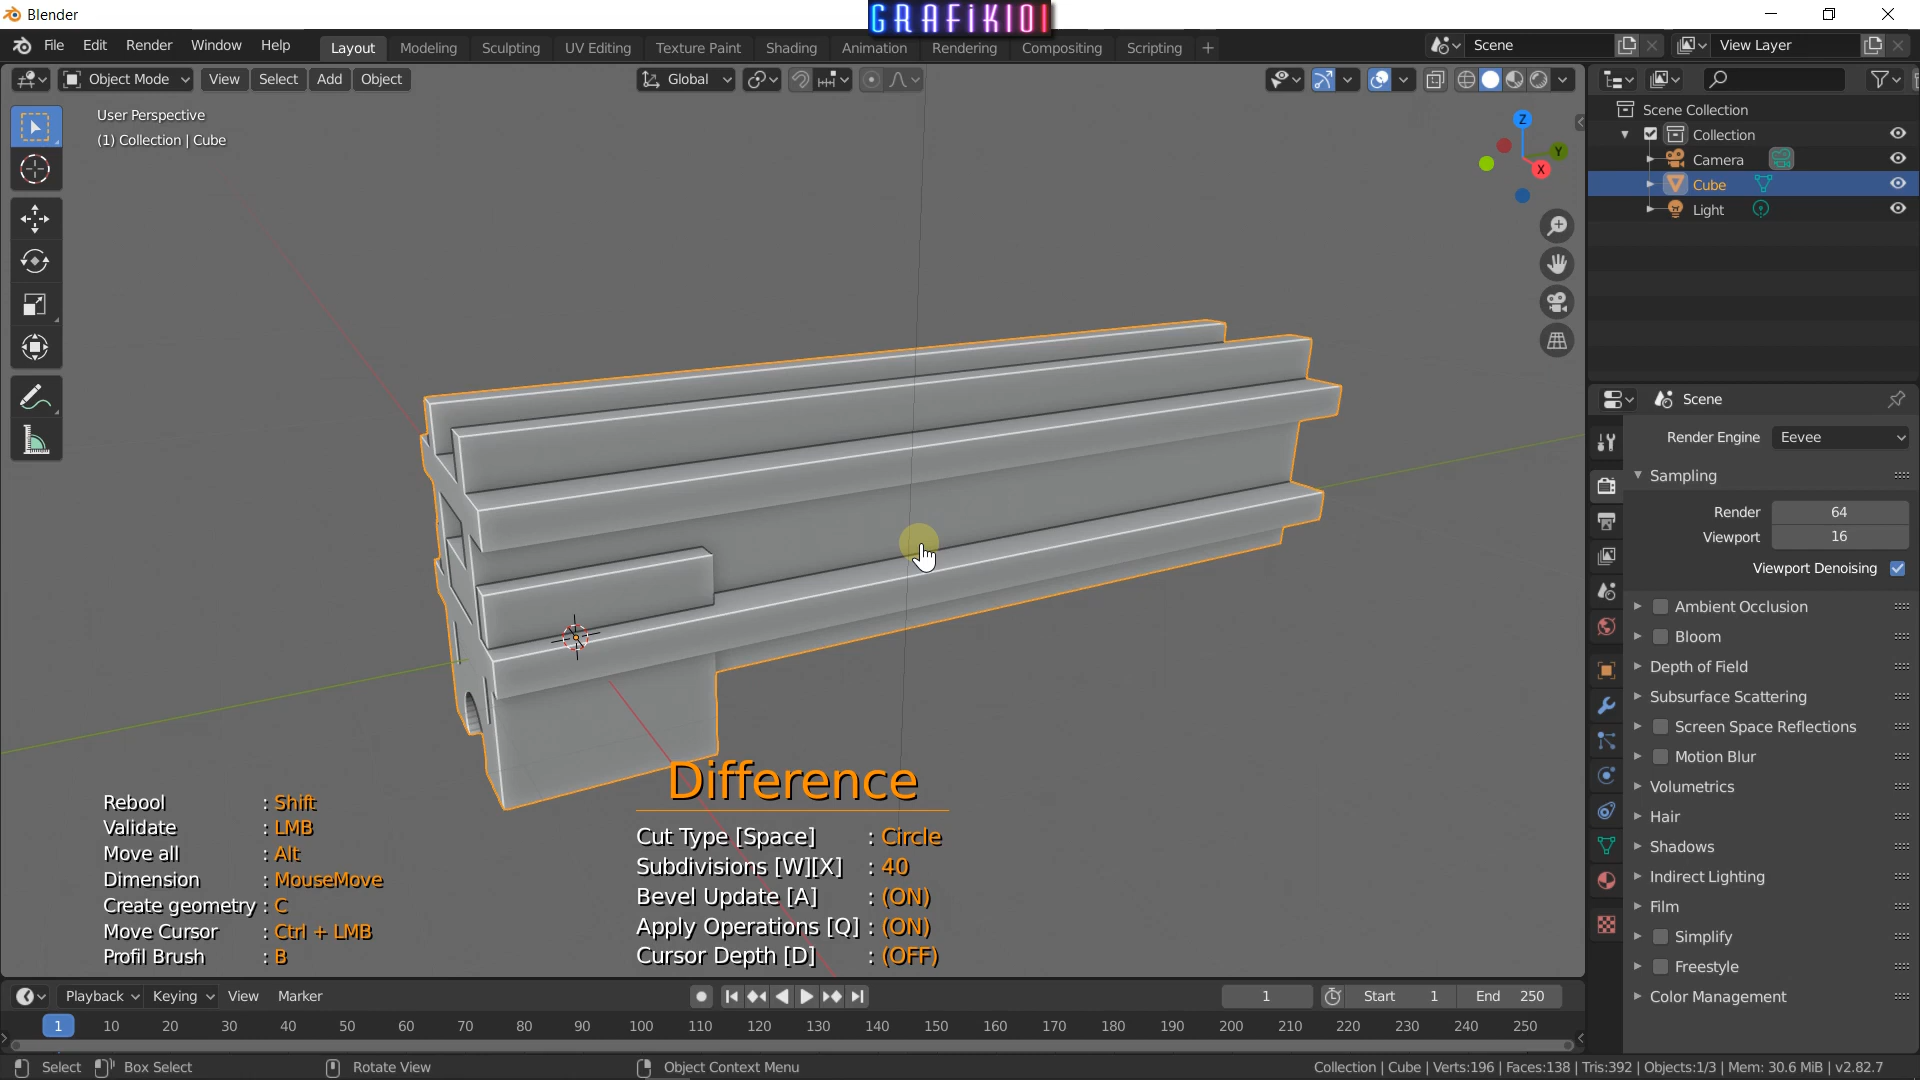 Blender
GRAFIK101
File Edit Render Window Help
Layout Modeling Sculpting UV Editing Texture Paint Shading Animation Rendering Compositing Scripting +
Scene
View Layer
Object Mode View Select Add Object
Global
User Perspective
(1) Collection | Cube
Z
Y
X
Scene Collection
Collection
Camera
Cube
Light
Scene
Render Engine Eevee
Sampling
Render 64
Viewport 16
Viewport Denoising
Ambient Occlusion
Bloom
Depth of Field
Subsurface Scattering
Screen Space Reflections
Motion Blur
Volumetrics
Hair
Shadows
Indirect Lighting
Film
Simplify
Freestyle
Color Management
Rebool : Shift
Validate : LMB
Move all : Alt
Dimension : MouseMove
Create geometry : C
Move Cursor : Ctrl + LMB
Profil Brush : B
Difference
Cut Type [Space] : Circle
Subdivisions [W][X] : 40
Bevel Update [A] : (ON)
Apply Operations [Q] : (ON)
Cursor Depth [D] : (OFF)
Playback Keying View Marker
1 Start 1 End 250
1 10 20 30 40 50 60 70 80 90 100 110 120 130 140 150 160 170 180 190 200 210 220 230 240 250
Select Box Select Rotate View Object Context Menu
Collection | Cube | Verts:196 | Faces:138 | Tris:392 | Objects:1/3 | Mem: 30.6 MiB | v2.82.7